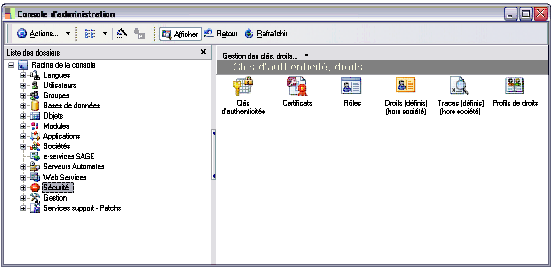 Console d'administration
Actions... Afficher Retour Rafraîchir
Liste des dossiers
Racine de la console
Langues
Utilisateurs
Groupes
Bases de données
Objets
Modules
Applications
Sociétés
e-services SAGE
Serveurs Automates
Web Services
Sécurité
Gestion
Services support - Patchs
Gestion des clés, droits...
Clés d'authenticité, droits
Clés d'authenticités
Certificats
Rôles
Droits (définis) (hors société)
Traces (définis) (hors société)
Profils de droits